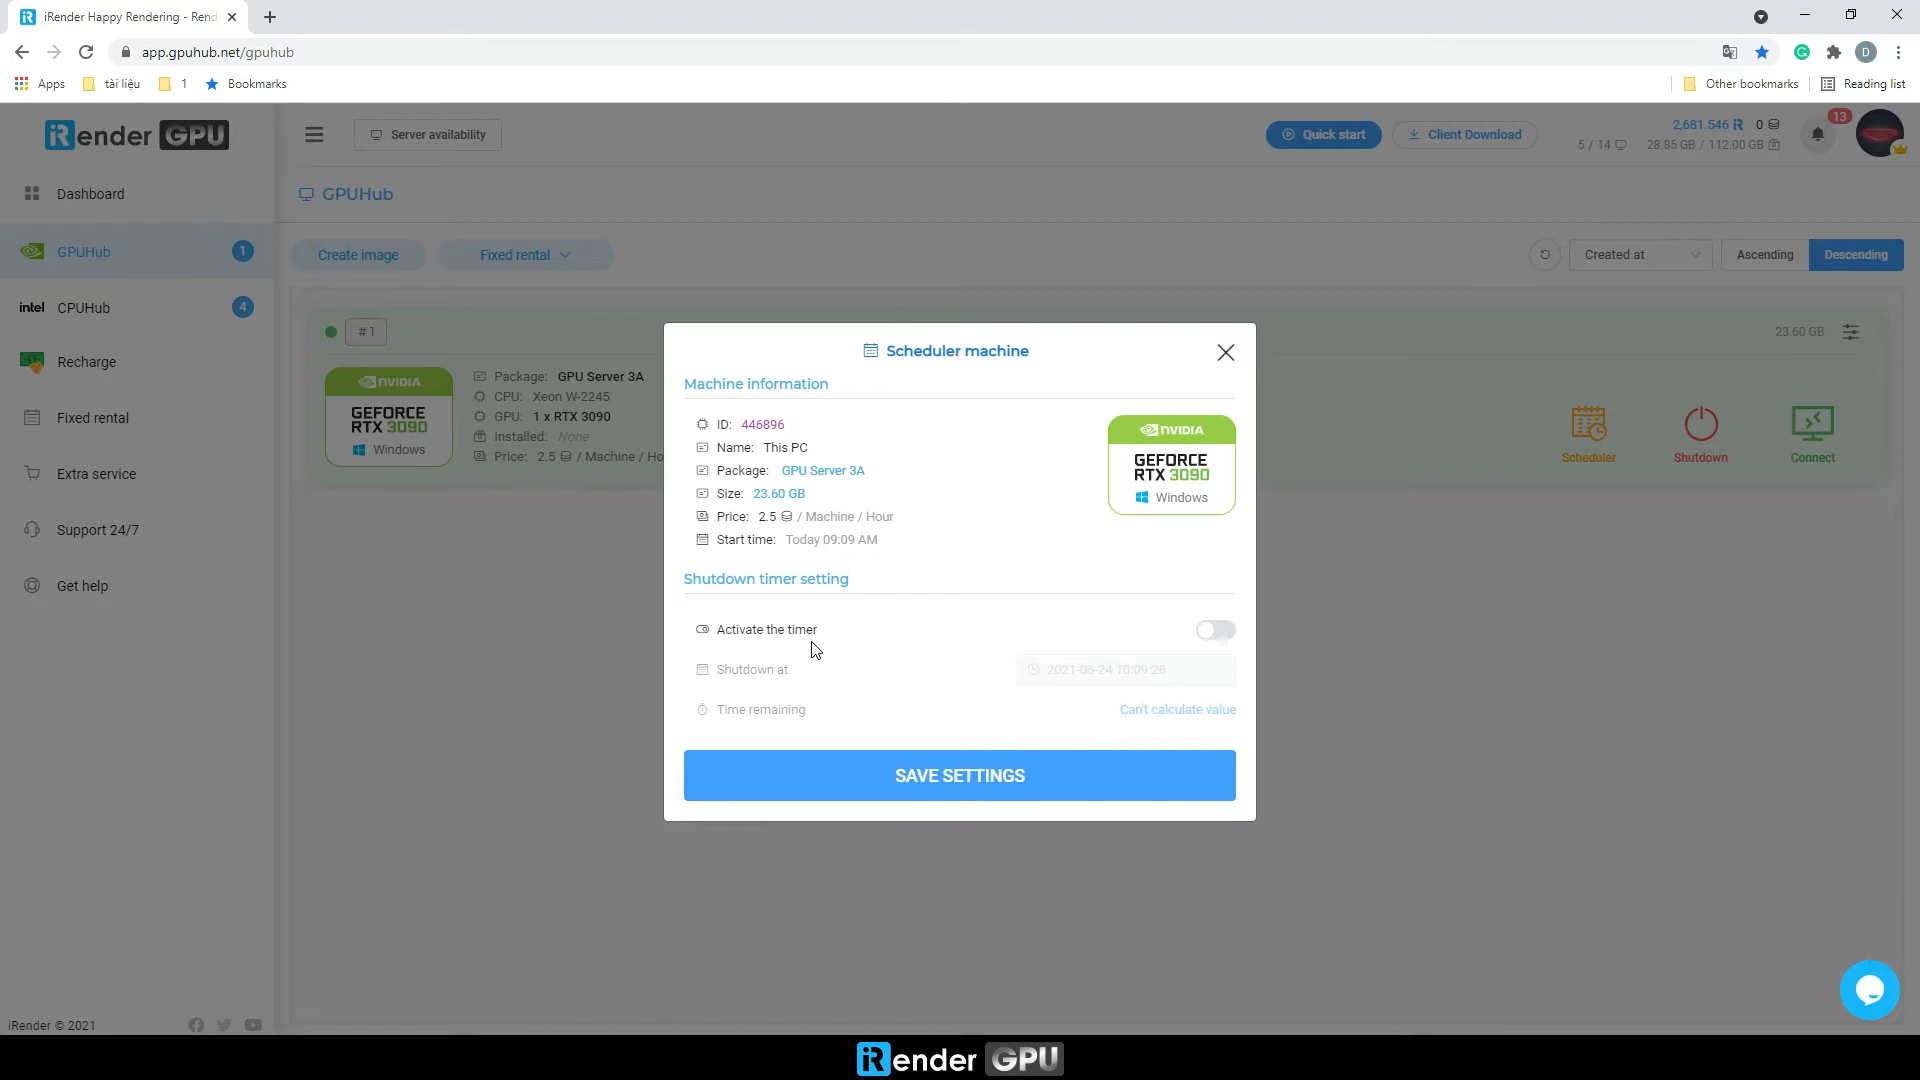 iRender Happy Rendering - Rend
app.gpuhub.net/gpuhub
D
Apps
tài liệu
1
Bookmarks
Other bookmarks
Reading list
iRender GPU
Server availability
Quick start
Client Download
2,681.546
0
5 / 14
28.85 GB / 112.00 GB
13
Dashboard
GPUHub
GPUHub 1
intel CPUHub 4
Recharge
Fixed rental
Extra service
Support 24/7
Get help
Create image
Fixed rental
Created at
Ascending
Descending
# 1
23.60 GB
NVIDIA
GEFORCE
RTX 3090
Windows
Package: GPU Server 3A
CPU: Xeon W-2245
GPU: 1 x RTX 3090
Installed: None
Price: 2.5 / Machine / Ho
Scheduler
Shutdown
Connect
Scheduler machine
Machine information
ID: 446896
Name: This PC
Package: GPU Server 3A
Size: 23.60 GB
Price: 2.5 / Machine / Hour
Start time: Today 09:09 AM
NVIDIA
GEFORCE
RTX 3090
Windows
Shutdown timer setting
Activate the timer
Shutdown at
2021-06-24 10:09:28
Time remaining
Can't calculate value
SAVE SETTINGS
iRender © 2021
iRender GPU